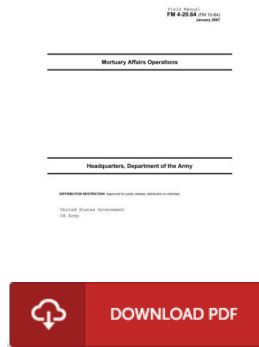 Field Manual
FM 4-20.64 (FM 10-64)
January 2007
Mortuary Affairs Operations
Headquarters, Department of the Army
DISTRIBUTION RESTRICTION: Approved for public release; distribution is unlimited.
United States Government
US Army
DOWNLOAD PDF